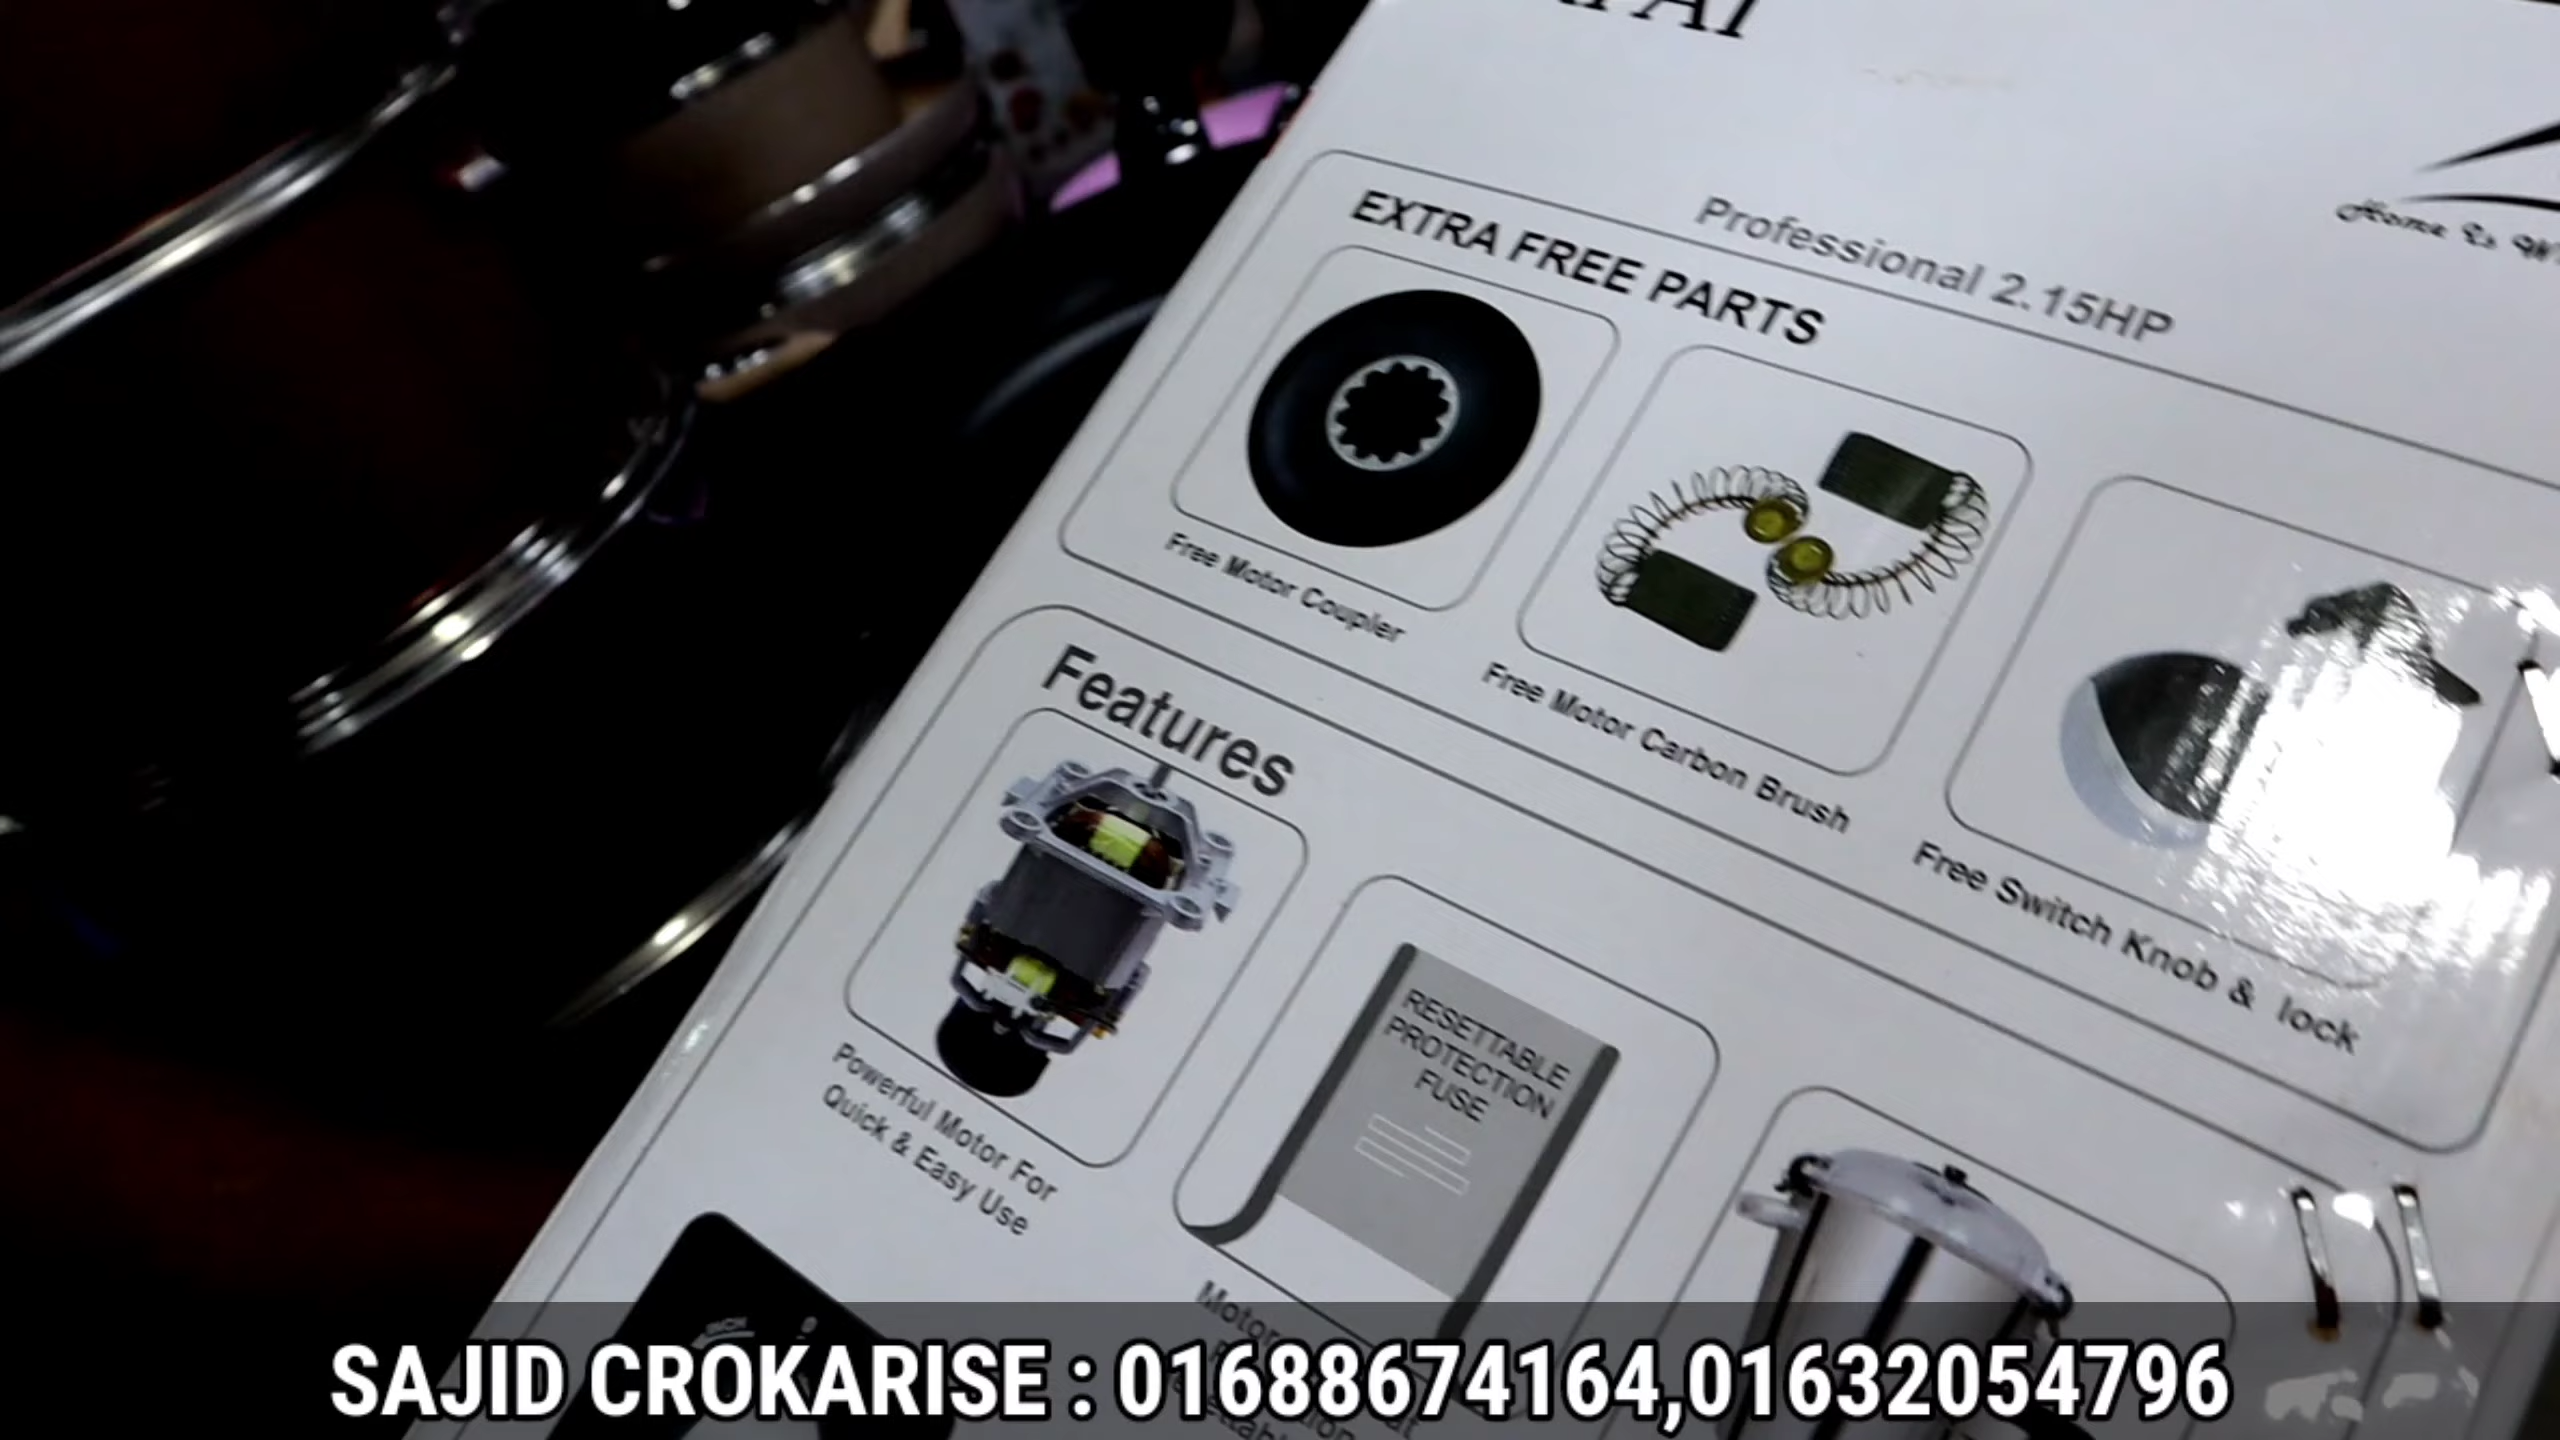 Professional 2.15HP
EXTRA FREE PARTS
Free Motor Coupler
Free Motor Carbon Brush
Free Switch Knob & lock
Features
Powerful Motor For
Quick & Easy Use
RESETTABLE
PROTECTION
FUSE
SAJID CROKARISE : 01688674164,01632054796